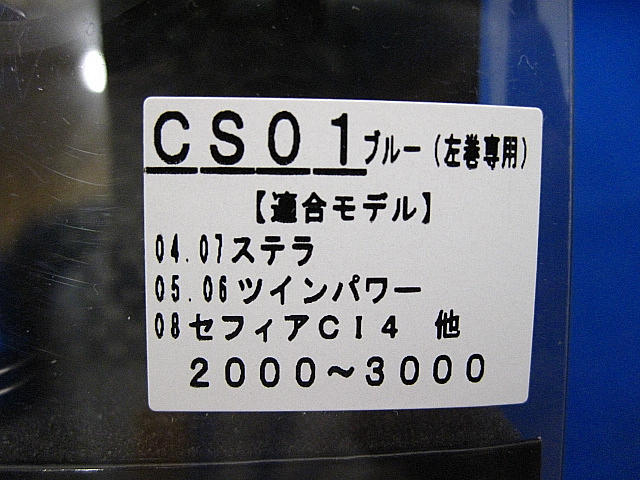 CS01ブルー(左巻専用)
【適合モデル】
04.07ステラ
05.06ツインパワー
08セフィアCI4 他
2000～3000